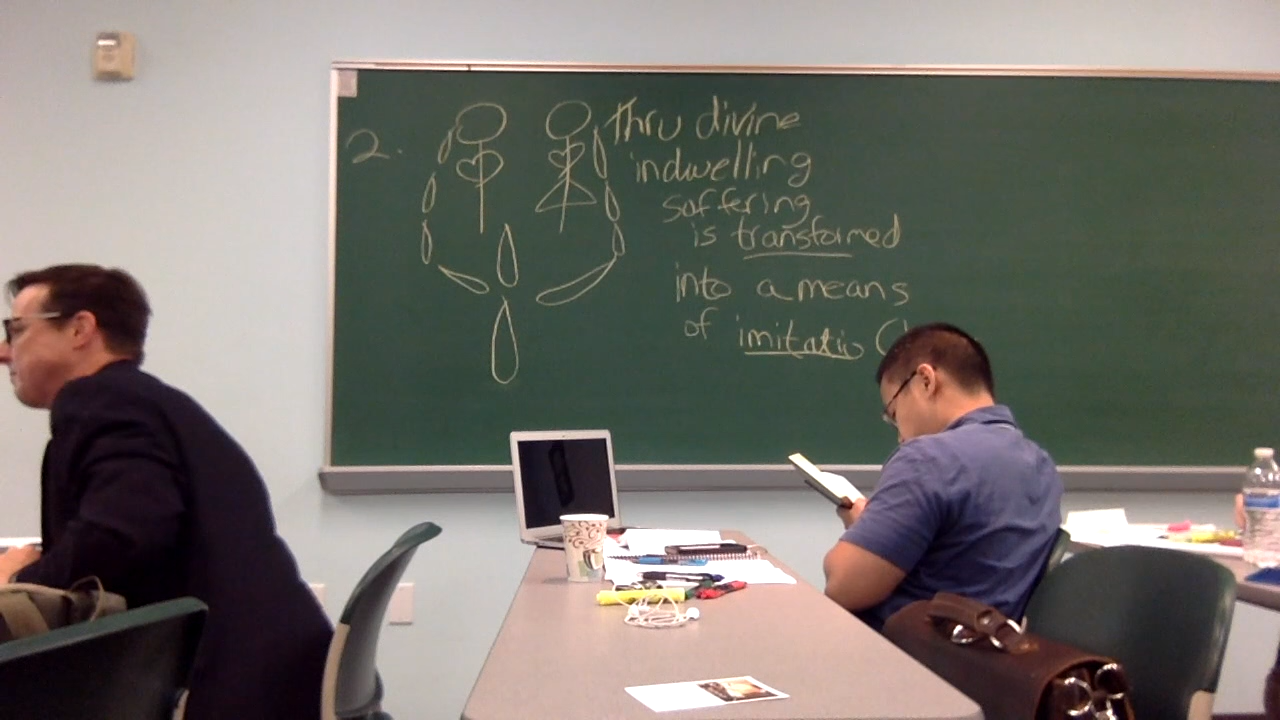 2.
thru divine
indwelling
suffering
is transformed
into a means
of imitatio